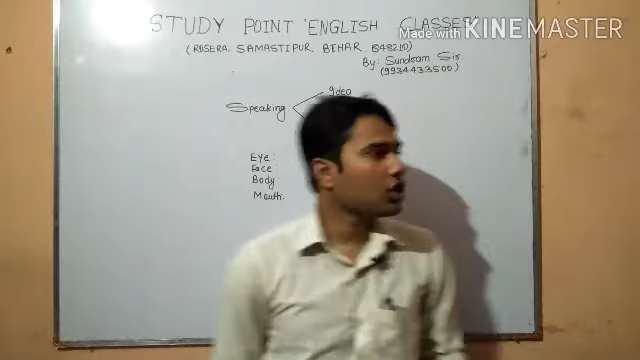 STUDY POINT ENGLISH CLASSES
Made with KINEMASTER
(ROSERA, SAMASTIPUR, BIHAR, 848210)
By: Sundram Sir.
(9934433500)
Idea
Speaking:
Eye:
Face:
Body:
Mouth.